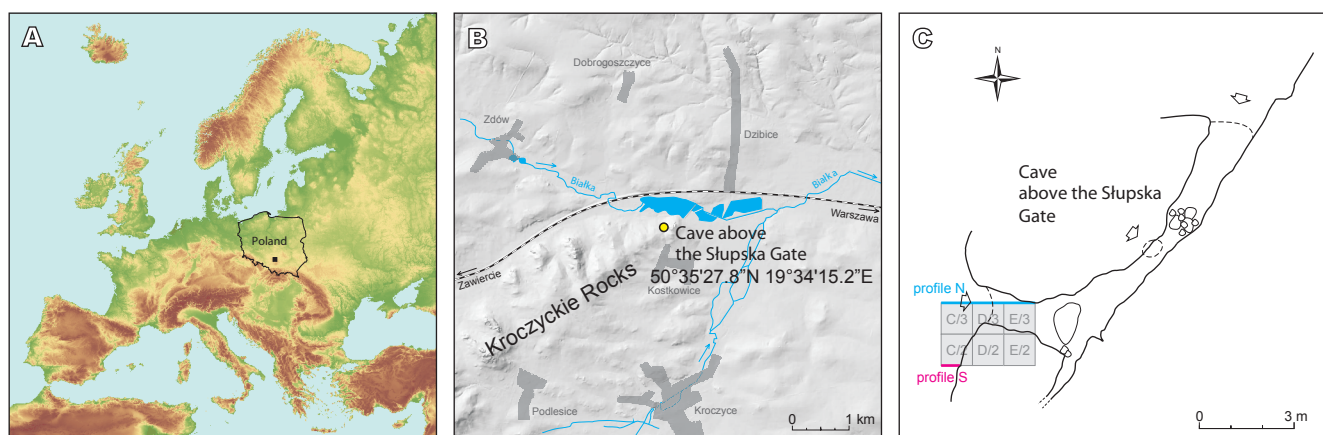 A
Poland
B
Dobrogoszczyce
Zdów
Dzibice
Białka
Białka
Warszawa
Cave above
the Słupska Gate
50°35'27.8”N 19°34'15.2”E
Zawiercie
Kostkowice
Kroczyckie Rocks
Podlesice
Kroczyce
0 1 km
C
N
Cave
above the Słupska
Gate
profile N
C/3 D/3 E/3
C/2 D/2 E/2
profile S
0 3 m